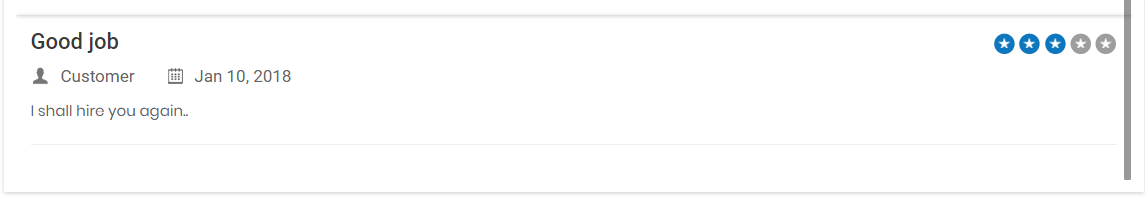 Good job
Customer Jan 10, 2018
I shall hire you again..